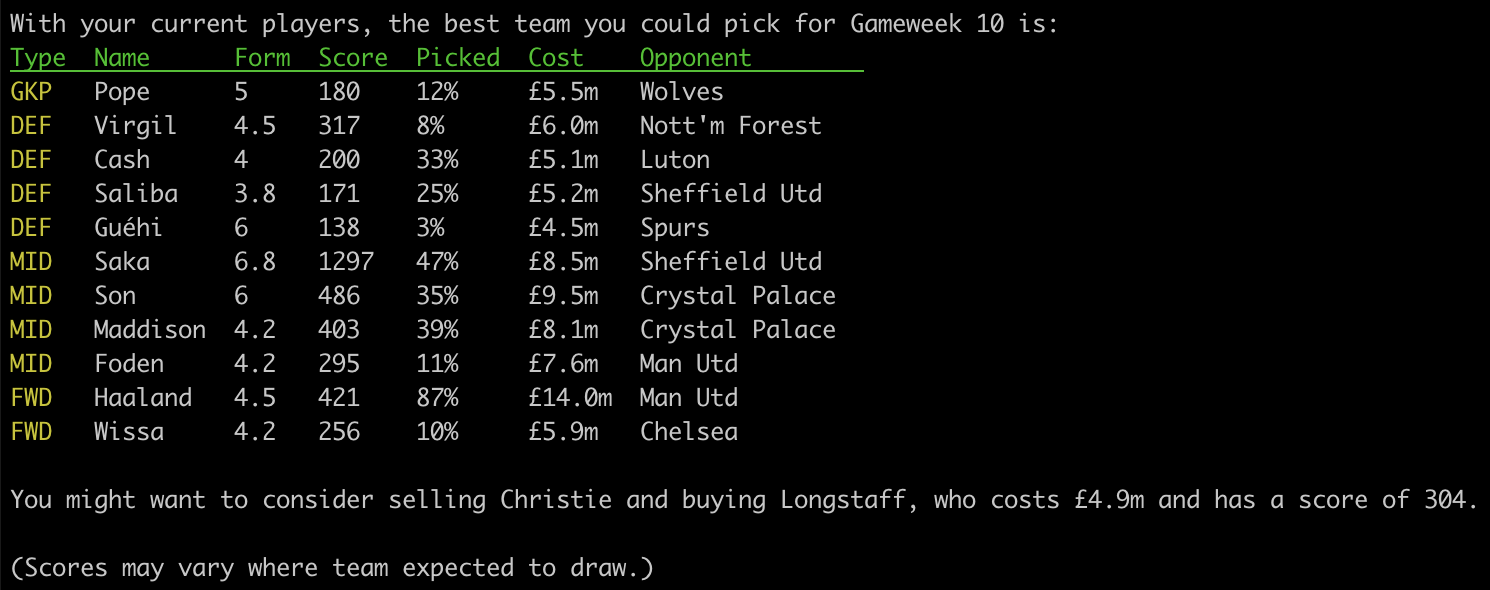 With your current players, the best team you could pick for Gameweek 10 is:
Type Name Form Score Picked Cost Opponent
GKP Pope 5 180 12% £5.5m Wolves
DEF Virgil 4.5 317 8% £6.0m Nott'm Forest
DEF Cash 4 200 33% £5.1m Luton
DEF Saliba 3.8 171 25% £5.2m Sheffield Utd
DEF Guéhi 6 138 3% £4.5m Spurs
MID Saka 6.8 1297 47% £8.5m Sheffield Utd
MID Son 6 486 35% £9.5m Crystal Palace
MID Maddison 4.2 403 39% £8.1m Crystal Palace
MID Foden 4.2 295 11% £7.6m Man Utd
FWD Haaland 4.5 421 87% £14.0m Man Utd
FWD Wissa 4.2 256 10% £5.9m Chelsea
You might want to consider selling Christie and buying Longstaff, who costs £4.9m and has a score of 304.
(Scores may vary where team expected to draw.)